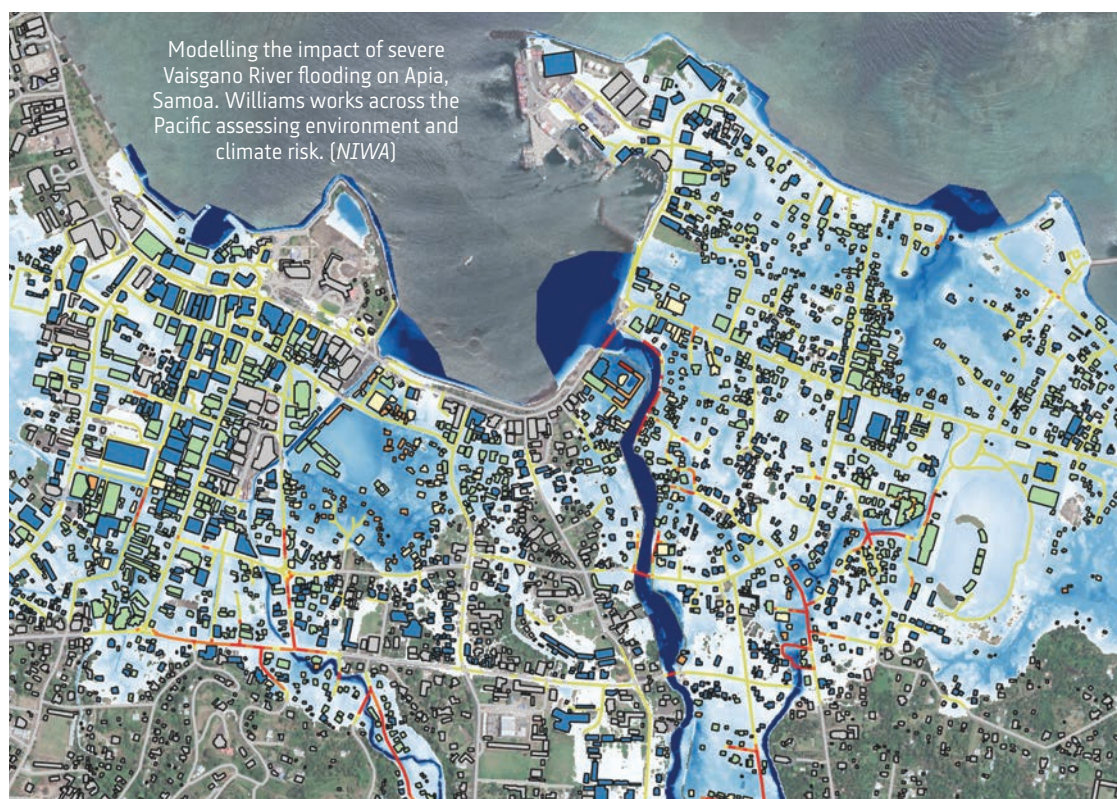 Modelling the impact of severe
Vaisgano River flooding on Apia,
Samoa. Williams works across the
Pacific assessing environment and
climate risk. (NIWA)